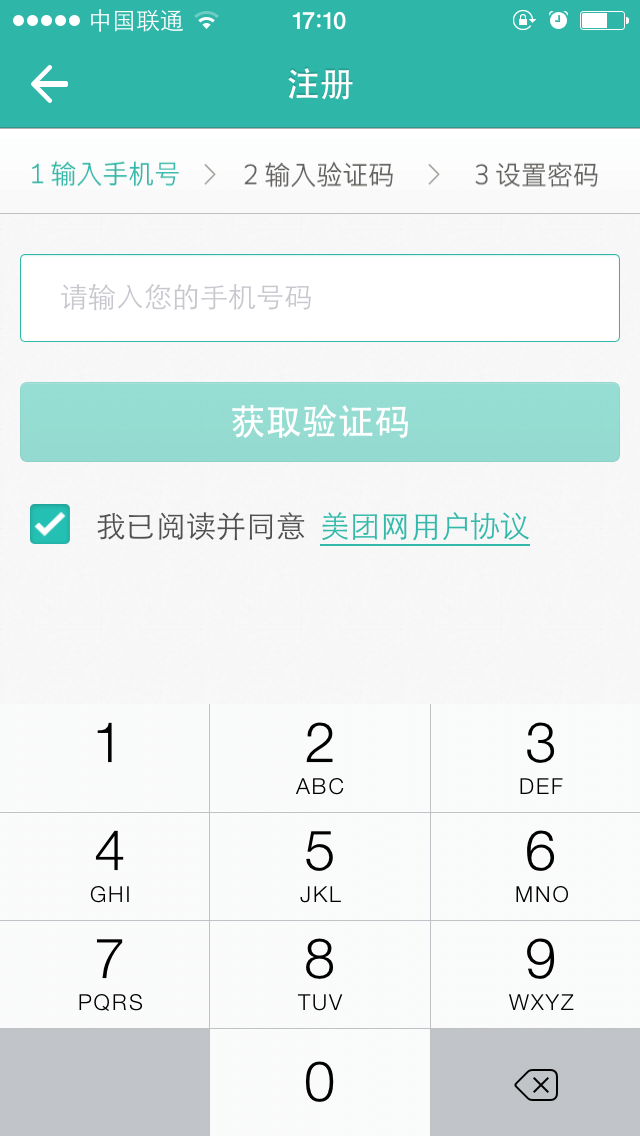 中国联通 17:10
注册
1 输入手机号 2 输入验证码 3 设置密码
请输入您的手机号码
获取验证码
我已阅读并同意 美团网用户协议
1 2 3
ABC DEF
4 5 6
GHI JKL MNO
7 8 9
PQRS TUV WXYZ
0